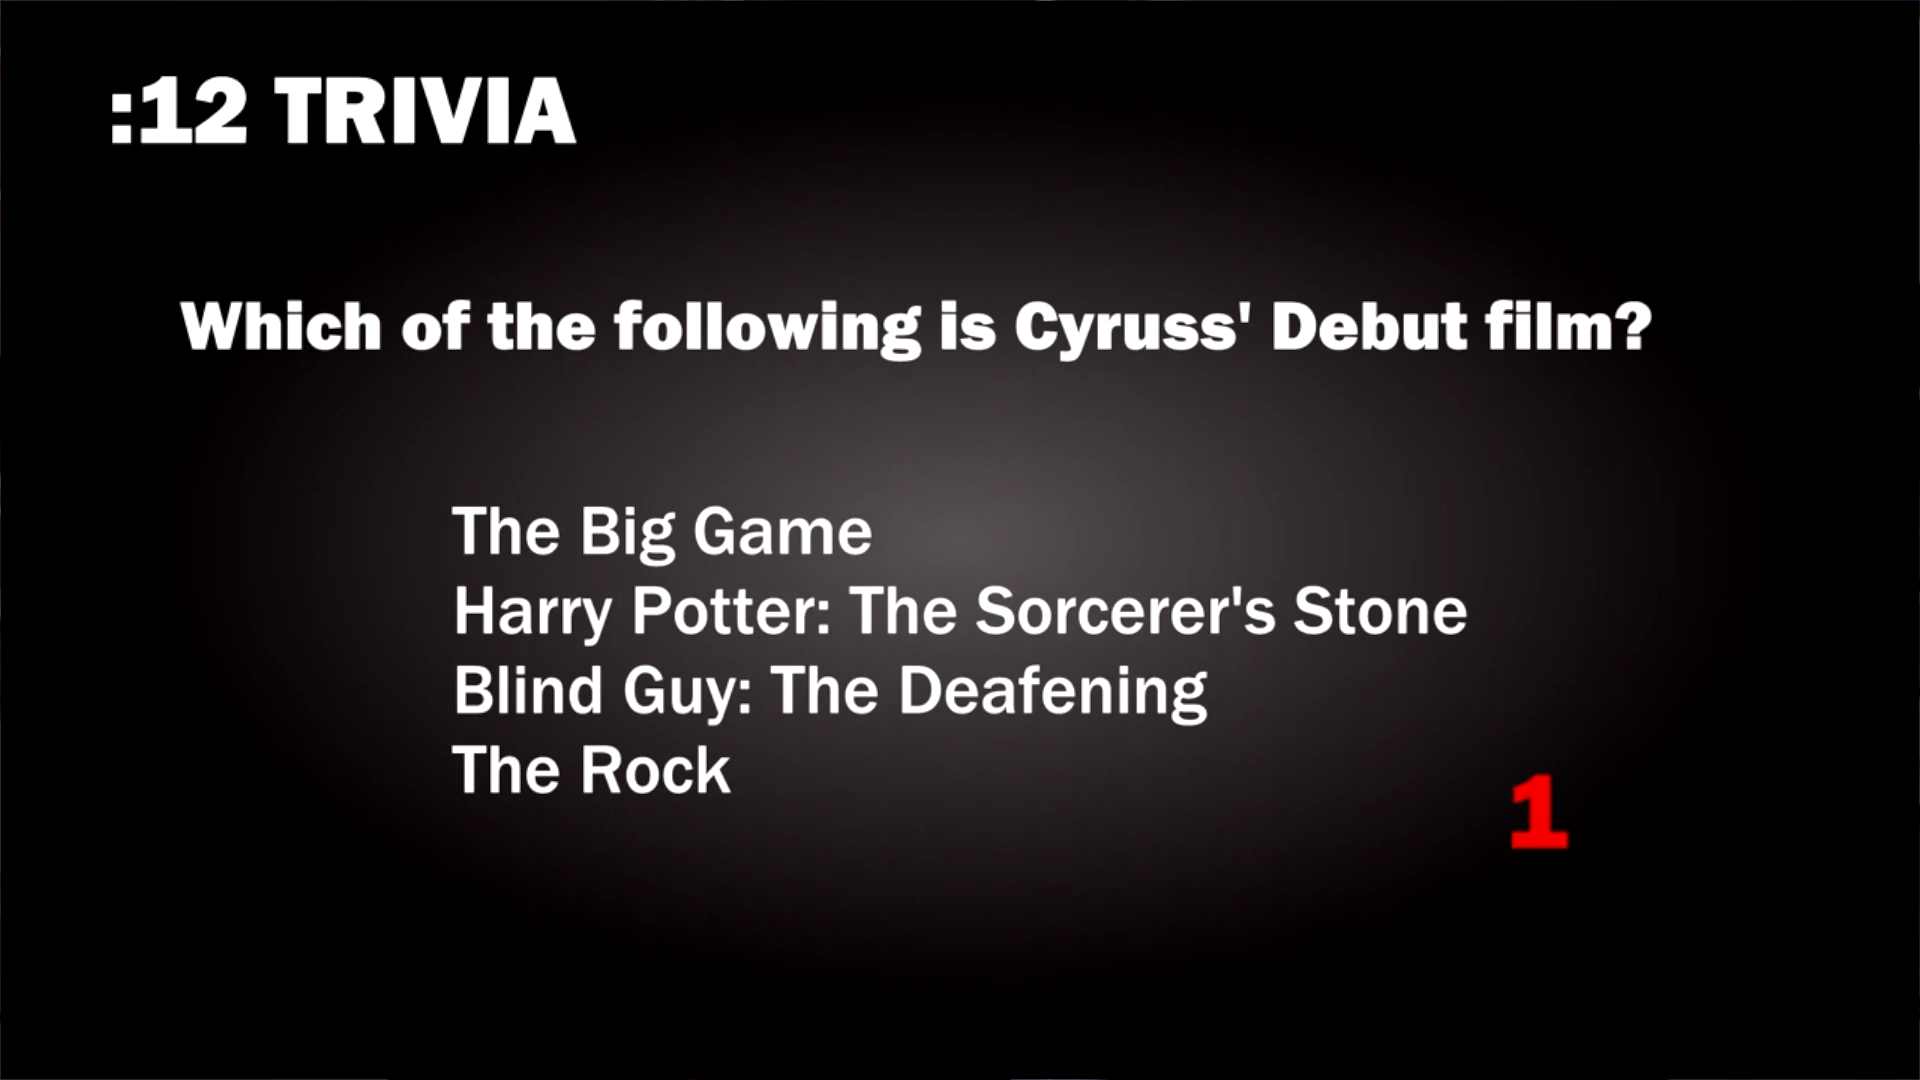 :12 TRIVIA
Which of the following is Cyruss' Debut film?
The Big Game
Harry Potter: The Sorcerer's Stone
Blind Guy: The Deafening
The Rock
1